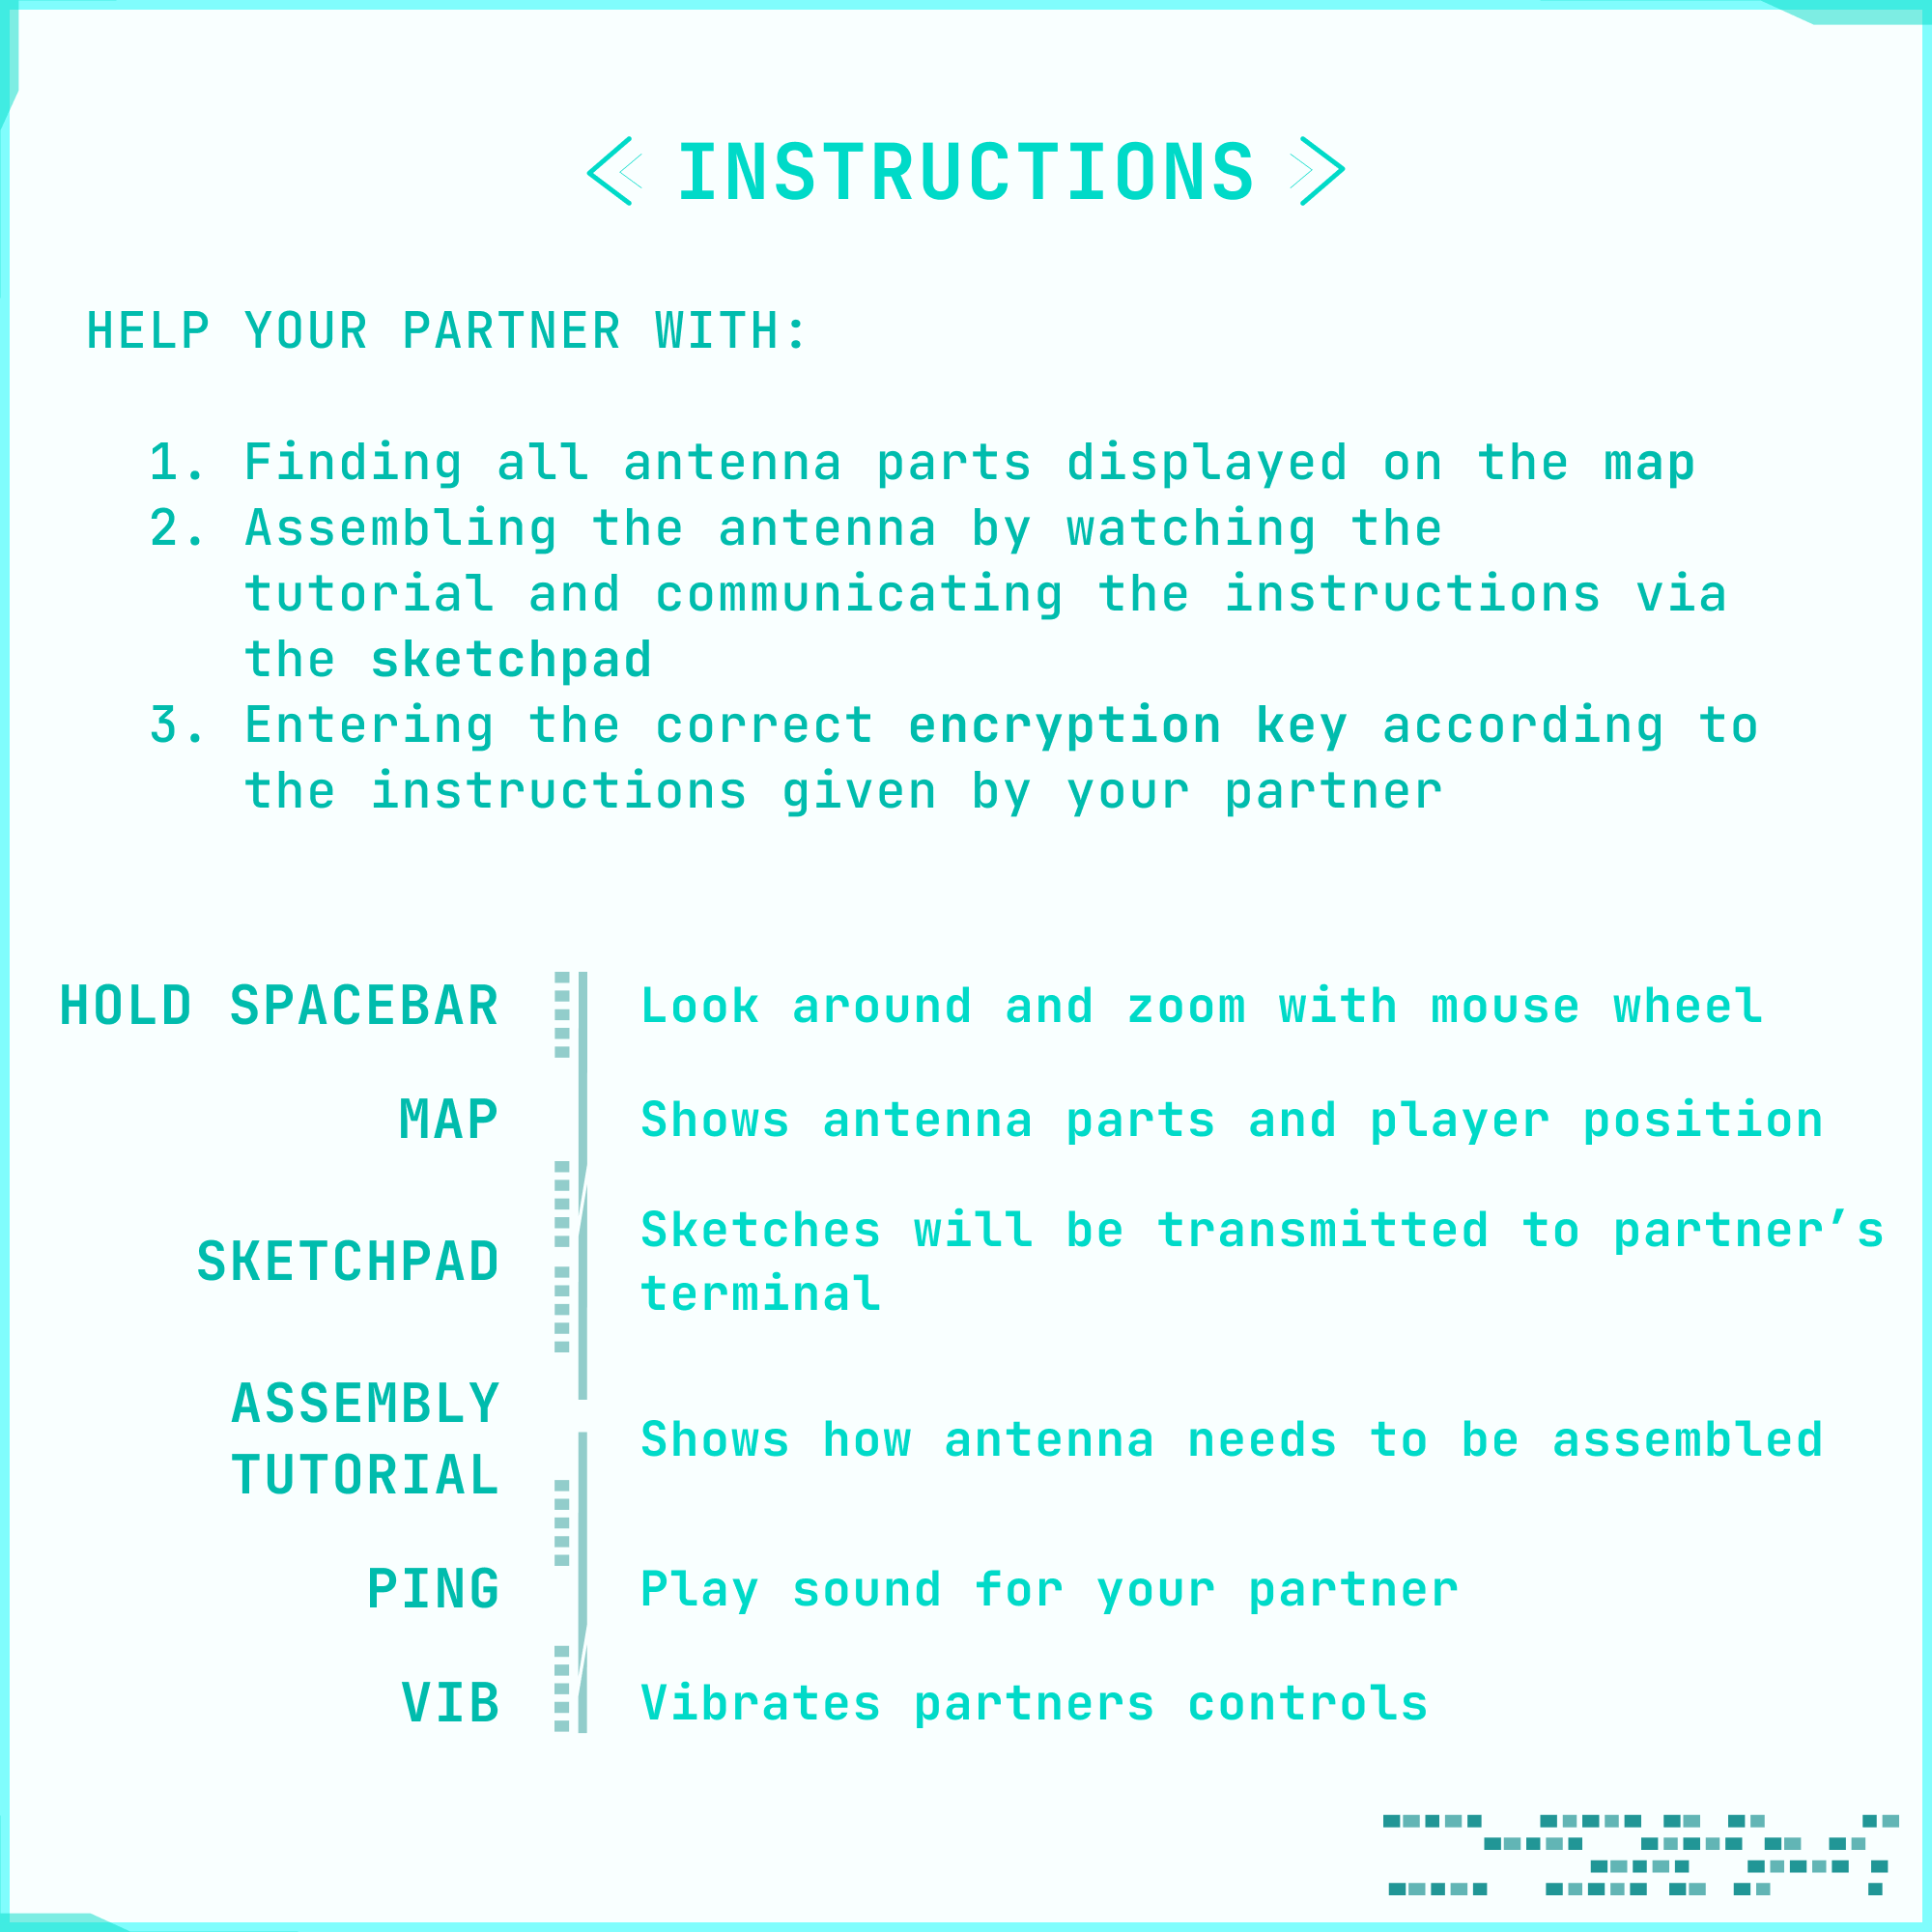 INSTRUCTIONS
HELP YOUR PARTNER WITH:
1. Finding all antenna parts displayed on the map
2. Assembling the antenna by watching the
tutorial and communicating the instructions via
the sketchpad
3. Entering the correct encryption key according to
the instructions given by your partner
HOLD SPACEBAR
Look around and zoom with mouse wheel
MAP
Shows antenna parts and player position
SKETCHPAD
Sketches will be transmitted to partner’s
terminal
ASSEMBLY
TUTORIAL
Shows how antenna needs to be assembled
PING
Play sound for your partner
VIB
Vibrates partners controls